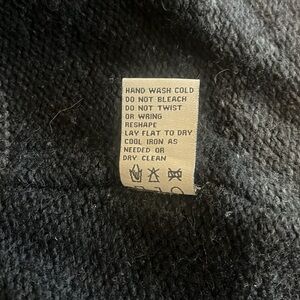 HAND WASH COLD
DO NOT BLEACH
DO NOT TWIST
OR WRING
RESHAPE
LAY FLAT TO DRY
COOL IRON AS
NEEDED OR
DRY CLEAN